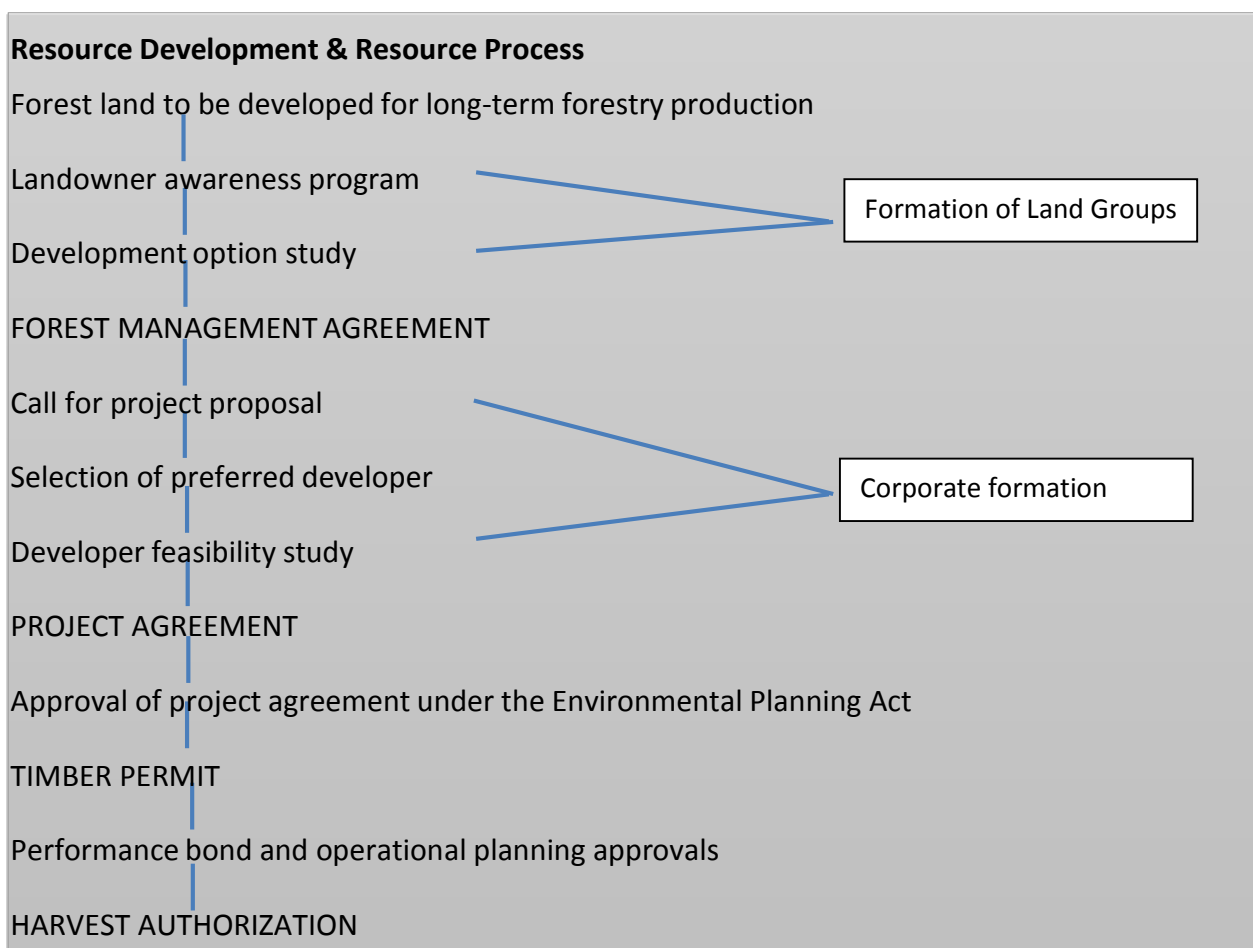 Resource Development & Resource Process
Forest land to be developed for long-term forestry production
Landowner awareness program
Formation of Land Groups
Development option study
FOREST MANAGEMENT AGREEMENT
Call for project proposal
Selection of preferred developer
Corporate formation
Developer feasibility study
PROJECT AGREEMENT
Approval of project agreement under the Environmental Planning Act
TIMBER PERMIT
Performance bond and operational planning approvals
HARVEST AUTHORIZATION